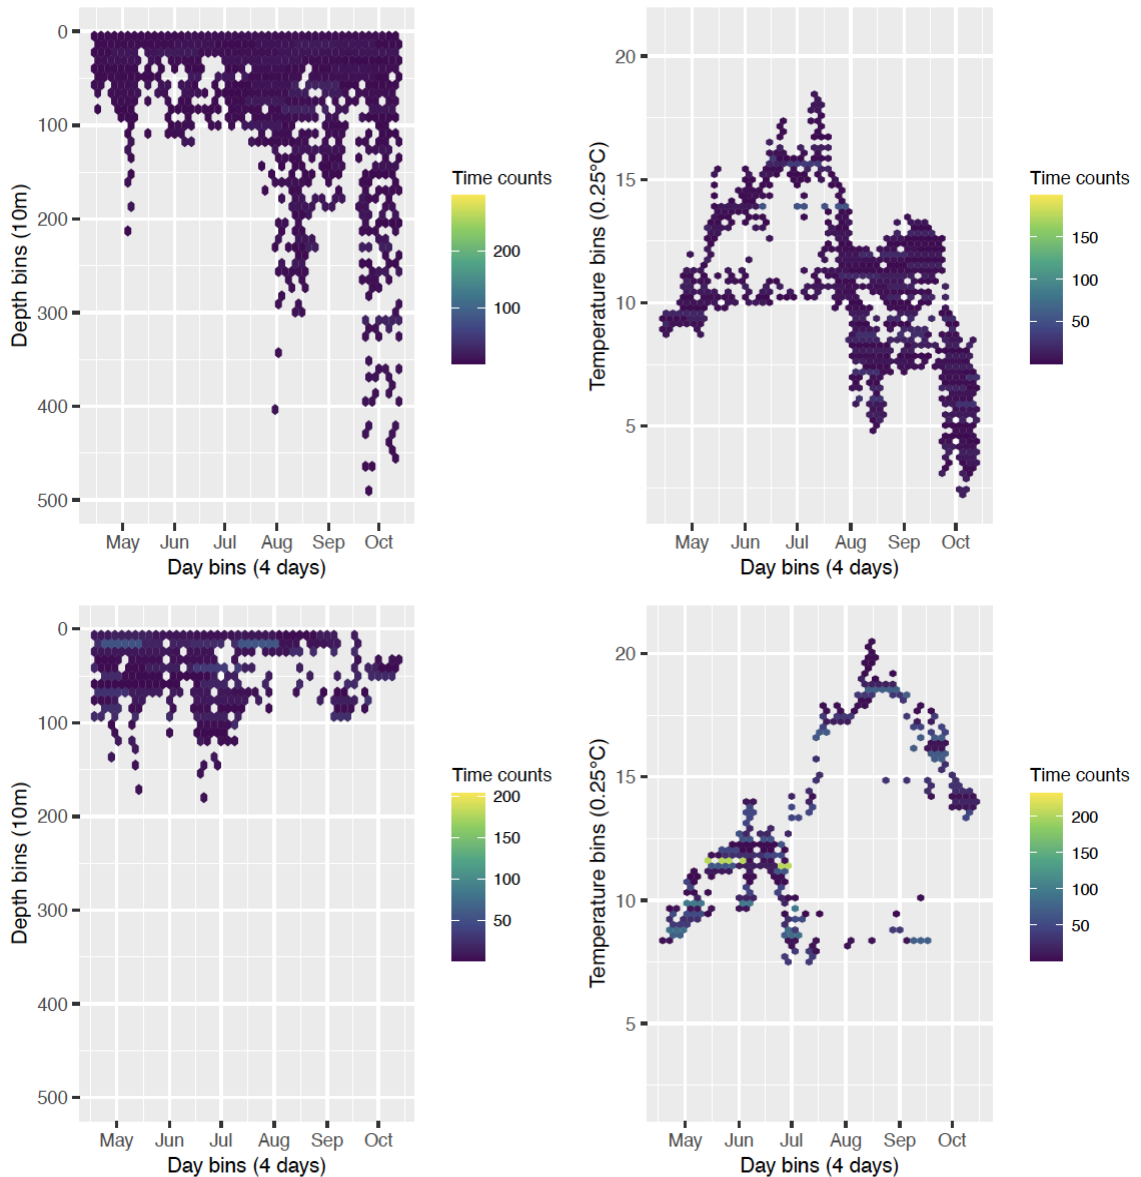 0
100
200
300
400
500
Depth bins (10m)
May Jun Jul Aug Sep Oct
Day bins (4 days)
Time counts
200
100
20
15
10
5
Temperature bins (0.25°C)
May Jun Jul Aug Sep Oct
Day bins (4 days)
Time counts
150
100
50
0
100
200
300
400
500
Depth bins (10m)
May Jun Jul Aug Sep Oct
Day bins (4 days)
Time counts
200
150
100
50
20
15
10
5
Temperature bins (0.25°C)
May Jun Jul Aug Sep Oct
Day bins (4 days)
Time counts
200
150
100
50